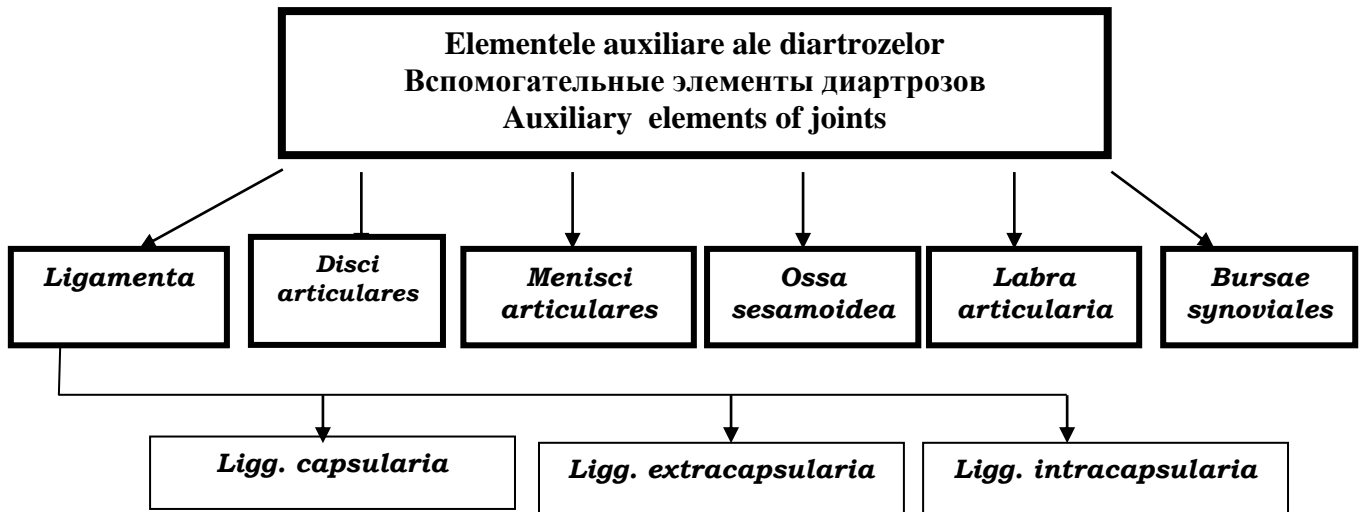 Elementele auxiliare ale diartrozelor
Вспомогательные элементы диартрозов
Auxiliary elements of joints
Ligamenta
Disci
articulares
Menisci
articulares
Ossa
sesamoidea
Labra
articularia
Bursae
synoviales
Ligg. capsularia
Ligg. extracapsularia
Ligg. intracapsularia